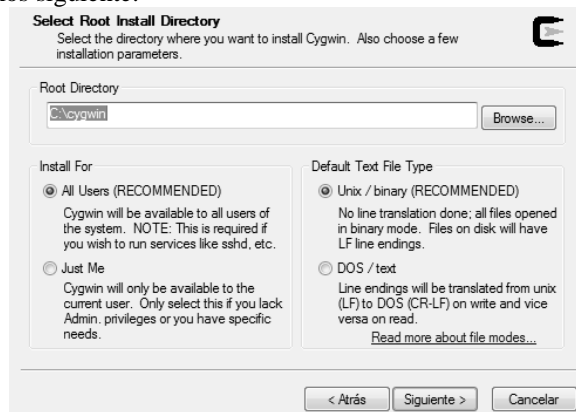 os siguiente.
Select Root Install Directory
Select the directory where you want to install Cygwin. Also choose a few
installation parameters.
Root Directory
C:\cygwin
Browse...
Install For
All Users (RECOMMENDED)
Cygwin will be available to all users of
the system. NOTE: This is required if
you wish to run services like sshd, etc.
Just Me
Cygwin will only be available to the
current user. Only select this if you lack
Admin. privileges or you have specific
needs.
Default Text File Type
Unix / binary (RECOMMENDED)
No line translation done; all files opened
in binary mode. Files on disk will have
LF line endings.
DOS / text
Line endings will be translated from unix
(LF) to DOS (CR-LF) on write and vice
versa on read.
Read more about file modes...
< Atrás
Siguiente >
Cancelar